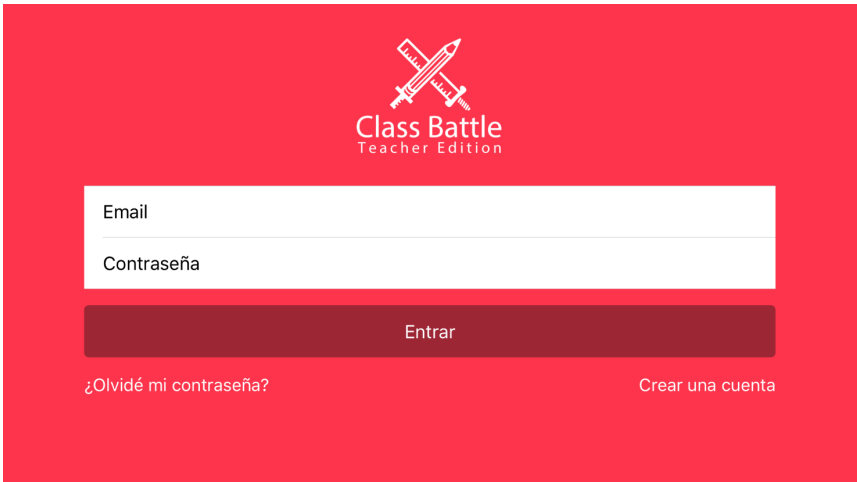 Class Battle
Teacher Edition
Email
Contraseña
Entrar
¿Olvidé mi contraseña? Crear una cuenta